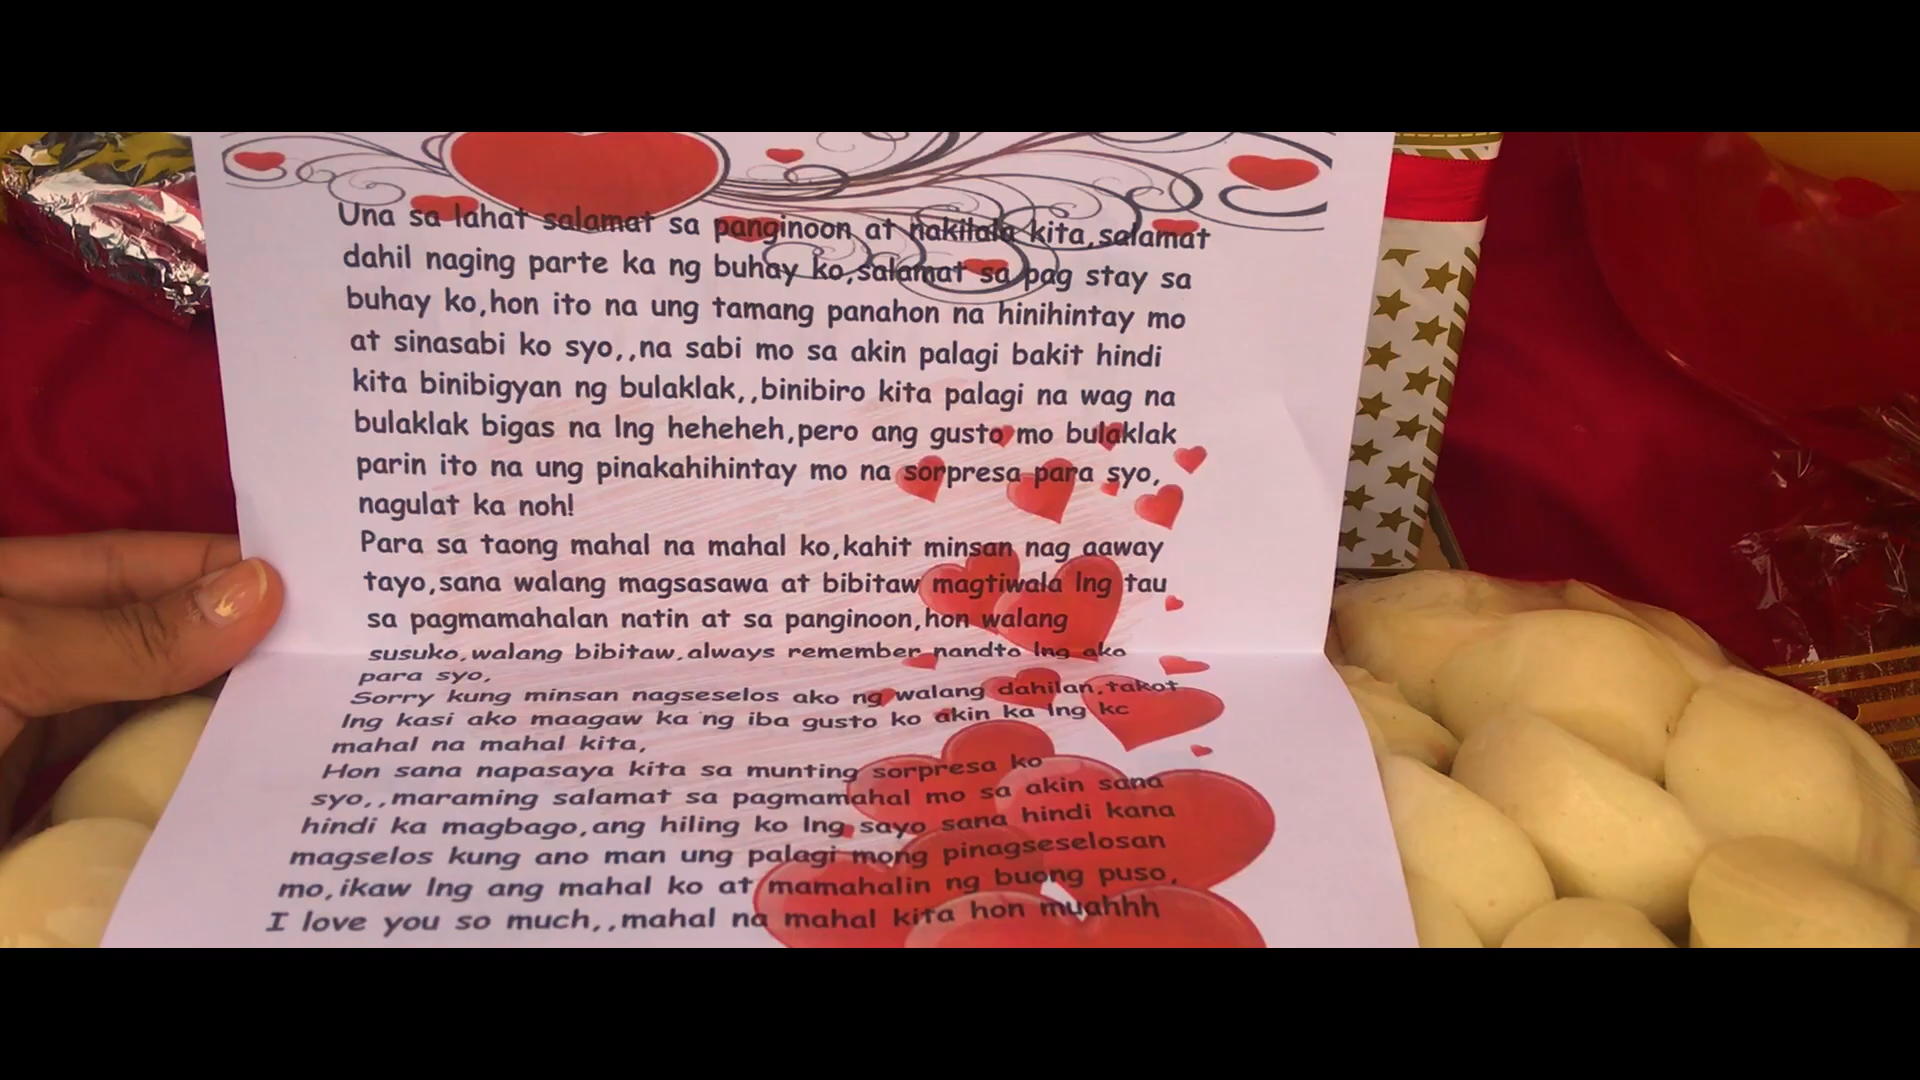 Una sa lahat salamat sa panginoon at nakilala kita,salamat
dahil naging parte ka ng buhay ko,salamat sa pag stay sa
buhay ko,hon ito na ung tamang panahon na hinihintay mo
at sinasabi ko syo,,na sabi mo sa akin palagi bakit hindi
kita binibigyan ng bulaklak,,binibiro kita palagi na wag na
bulaklak bigas na lng heheheh,pero ang gusto mo bulaklak
parin ito na ung pinakahihintay mo na sorpresa para syo,
nagulat ka noh!
Para sa taong mahal na mahal ko,kahit minsan nag aaway
tayo,sana walang magsasawa at bibitaw magtiwala lng tau
sa pagmamahalan natin at sa panginoon,hon walang
susuko,walang bibitaw,always remember nandto lng ako
para syo,
Sorry kung minsan nagseselos ako ng walang dahilan,takot
lng kasi ako maagaw ka ng iba gusto ko akin ka lng kc
mahal na mahal kita,
Hon sana napasaya kita sa munting sorpresa ko
syo,,maraming salamat sa pagmamahal mo sa akin sana
hindi ka magbago,ang hiling ko lng sayo sana hindi kana
magselos kung ano man ung palagi mong pinagseselosan
mo,ikaw lng ang mahal ko at mamahalin ng buong puso,
I love you so much,,mahal na mahal kita hon muahhh